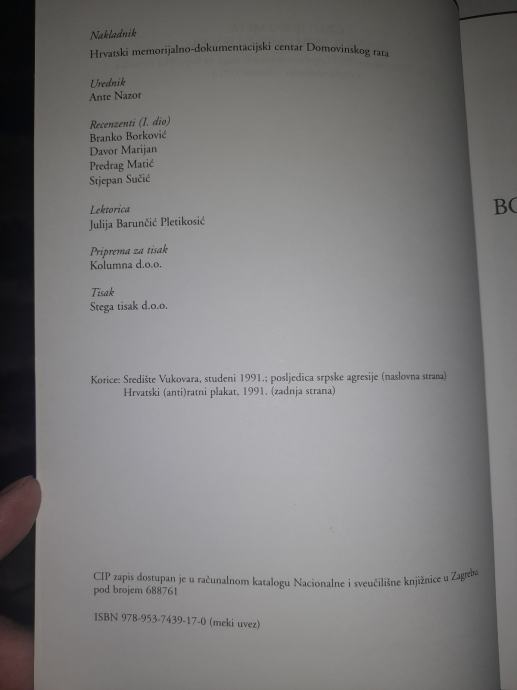 Nakladnik
Hrvatski memorijalno-dokumentacijski centar Domovinskog rata
Urednik
Ante Nazor
Recenzenti (I. dio)
Branko Borković
Davor Marijan
Predrag Matić
Stjepan Sučić
Lektorica
Julija Barunčić Pletikosić
Priprema za tisak
Kolumna d.o.o.
Tisak
Stega tisak d.o.o.
Korice: Središte Vukovara, studeni 1991.; posljedica srpske agresije (naslovna strana)
Hrvatski (anti)ratni plakat, 1991. (zadnja strana)
CIP zapis dostupan je u računalnom katalogu Nacionalne i sveučilišne knjižnice u Zagrebu
pod brojem 688761
ISBN 978-953-7439-17-0 (meki uvez)
BO